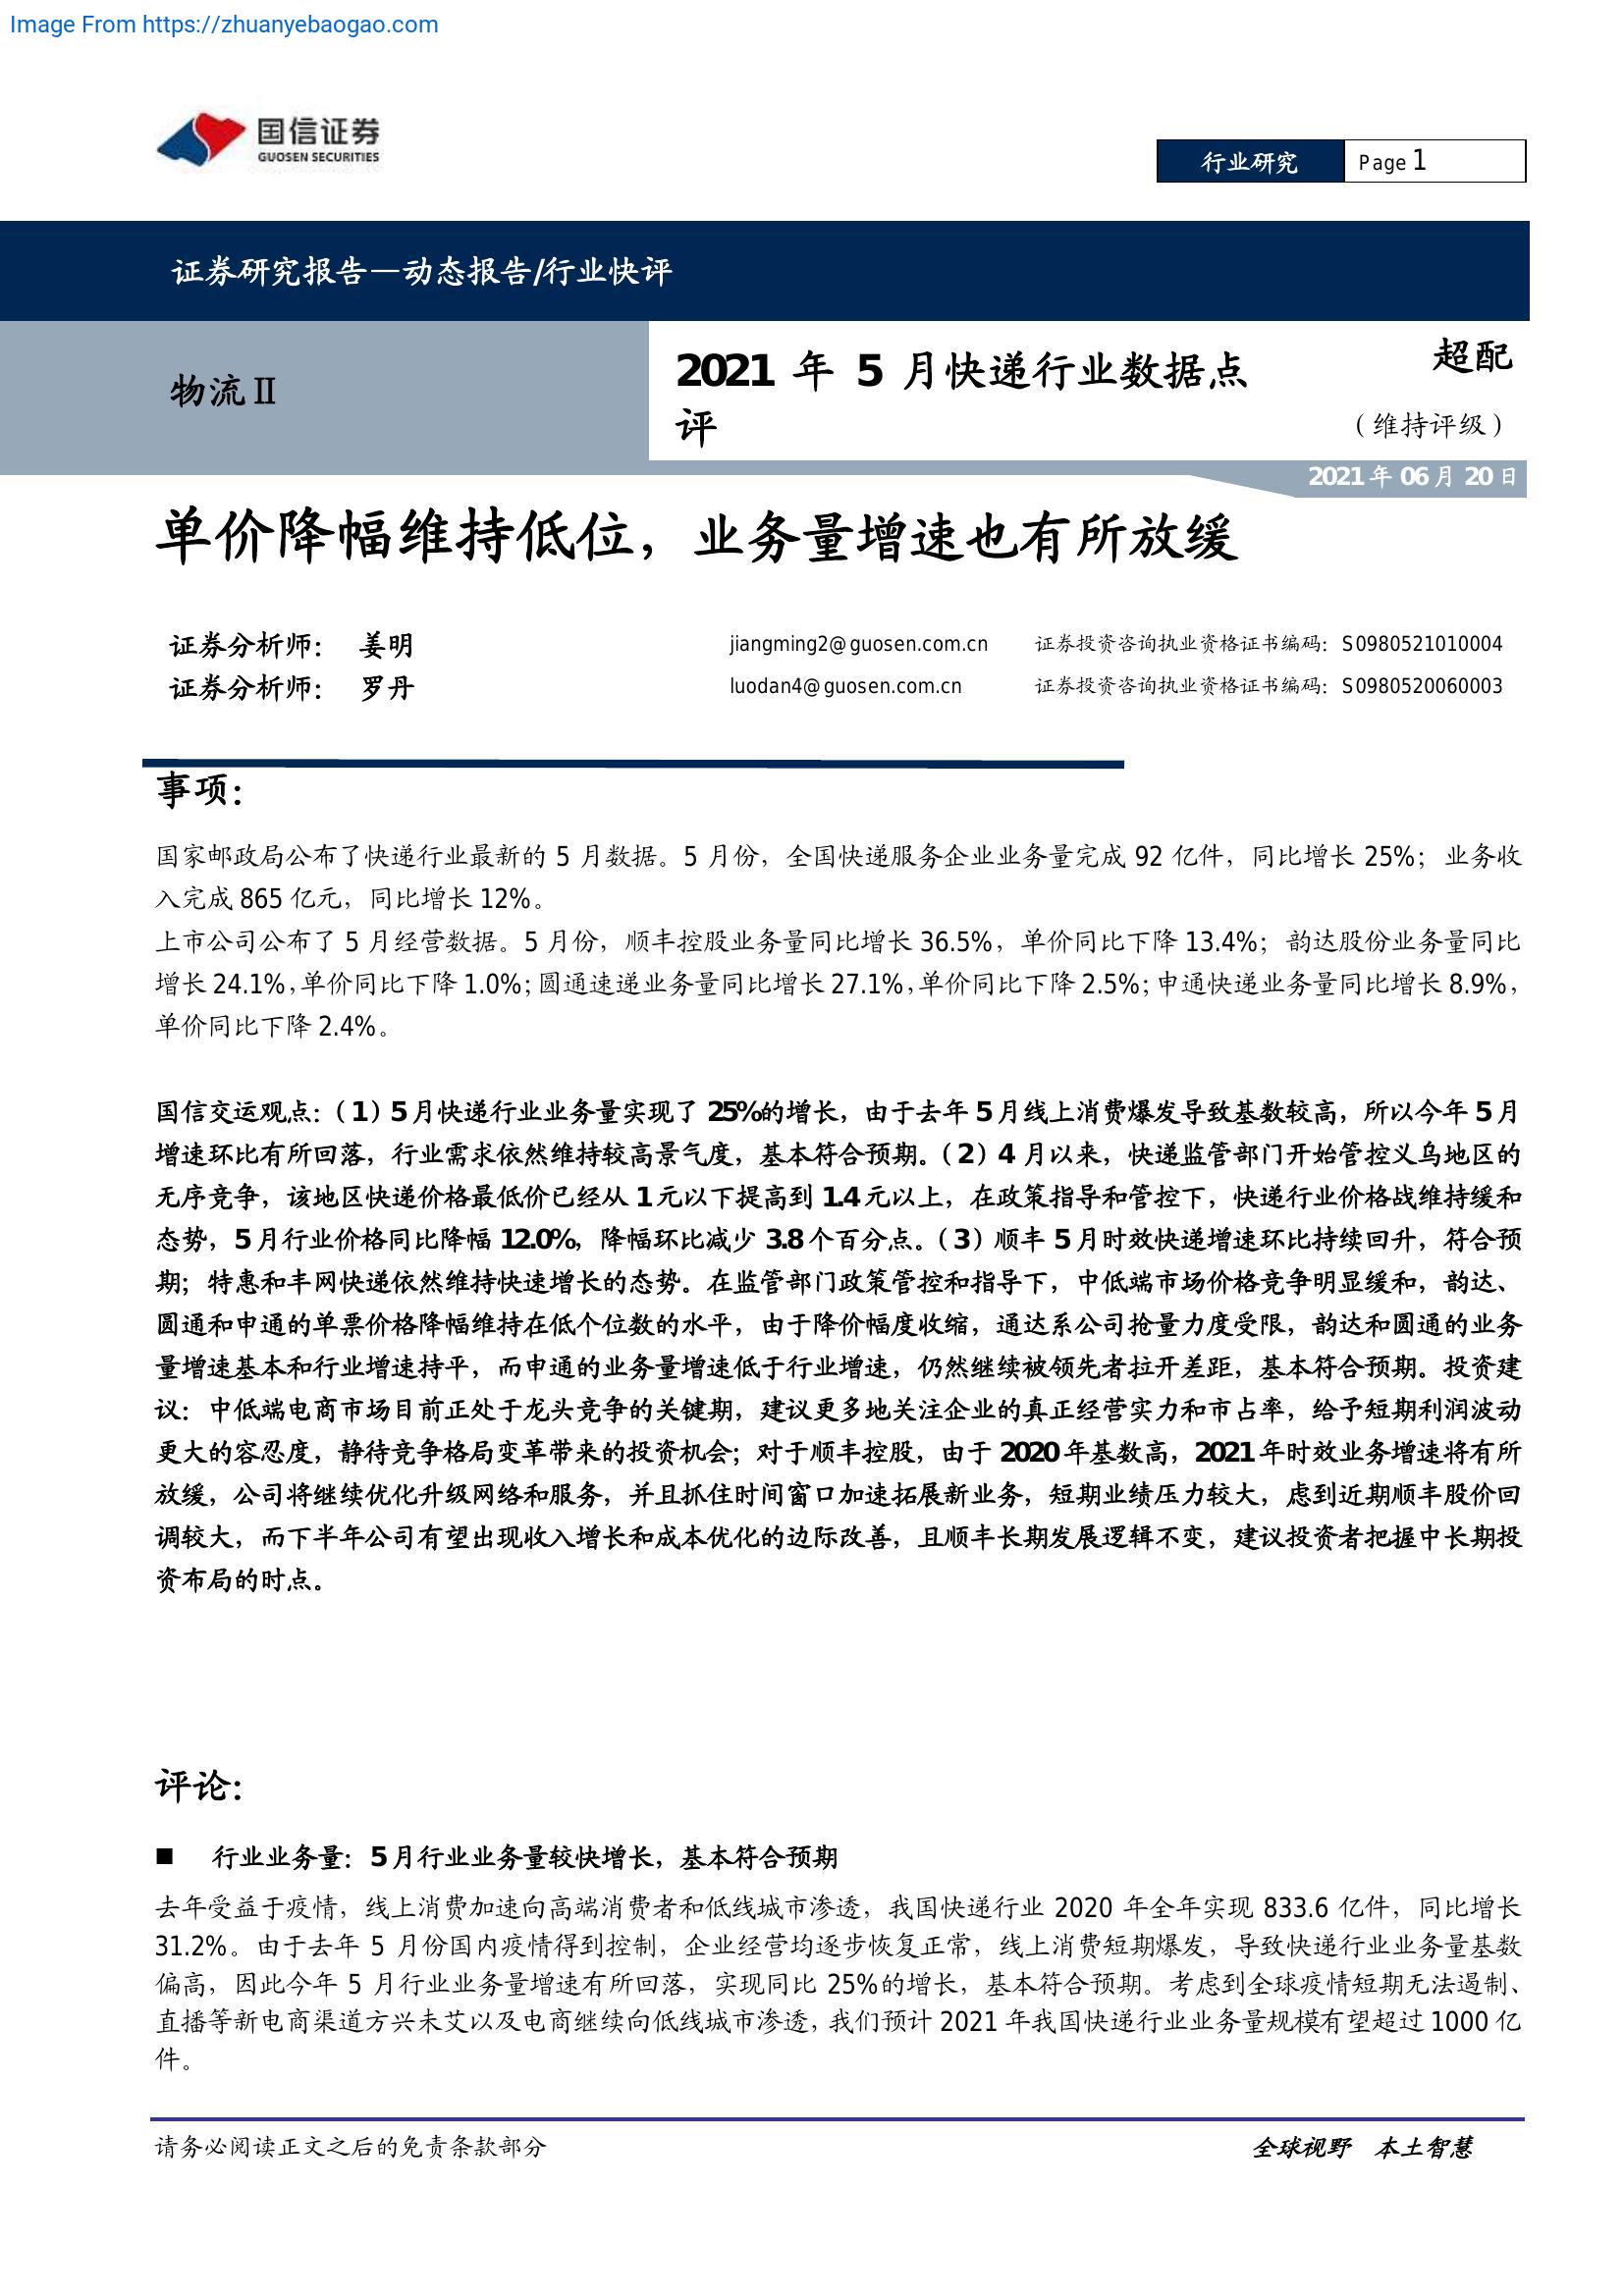 Image From https://zhuanyebaogao.com
国信证券
GUOSEN SECURITIES
行业研究
Page 1
证券研究报告—动态报告/行业快评
物流Ⅱ
2021 年 5 月快递行业数据点
评
超配
（维持评级）
2021 年 06 月 20 日
单价降幅维持低位，业务量增速也有所放缓
证券分析师： 姜明 jiangming2@guosen.com.cn 证券投资咨询执业资格证书编码：S0980521010004
证券分析师： 罗丹 luodan4@guosen.com.cn 证券投资咨询执业资格证书编码：S0980520060003
事项：
国家邮政局公布了快递行业最新的 5 月数据。5 月份，全国快递服务企业业务量完成 92 亿件，同比增长 25%；业务收
入完成 865 亿元，同比增长 12%。
上市公司公布了 5 月经营数据。5 月份，顺丰控股业务量同比增长 36.5%，单价同比下降 13.4%；韵达股份业务量同比
增长 24.1%，单价同比下降 1.0%；圆通速递业务量同比增长 27.1%，单价同比下降 2.5%；申通快递业务量同比增长 8.9%，
单价同比下降 2.4%。
国信交运观点：（1）5 月快递行业业务量实现了 25%的增长，由于去年 5 月线上消费爆发导致基数较高，所以今年 5 月
增速环比有所回落，行业需求依然维持较高景气度，基本符合预期。（2）4 月以来，快递监管部门开始管控义乌地区的
无序竞争，该地区快递价格最低价已经从 1 元以下提高到 1.4 元以上，在政策指导和管控下，快递行业价格战维持缓和
态势，5 月行业价格同比降幅 12.0%，降幅环比减少 3.8 个百分点。（3）顺丰 5 月时效快递增速环比持续回升，符合预
期；特惠和丰网快递依然维持快速增长的态势。在监管部门政策管控和指导下，中低端市场价格竞争明显缓和，韵达、
圆通和申通的单票价格降幅维持在低个位数的水平，由于降价幅度收缩，通达系公司抢量力度受限，韵达和圆通的业务
量增速基本和行业增速持平，而申通的业务量增速低于行业增速，仍然继续被领先者拉开差距，基本符合预期。投资建
议：中低端电商市场目前正处于龙头竞争的关键期，建议更多地关注企业的真正经营实力和市占率，给予短期利润波动
更大的容忍度，静待竞争格局变革带来的投资机会；对于顺丰控股，由于 2020 年基数高，2021 年时效业务增速将有所
放缓，公司将继续优化升级网络和服务，并且抓住时间窗口加速拓展新业务，短期业绩压力较大，虑到近期顺丰股价回
调较大，而下半年公司有望出现收入增长和成本优化的边际改善，且顺丰长期发展逻辑不变，建议投资者把握中长期投
资布局的时点。
评论：
■ 行业业务量：5 月行业业务量较快增长，基本符合预期
去年受益于疫情，线上消费加速向高端消费者和低线城市渗透，我国快递行业 2020 年全年实现 833.6 亿件，同比增长
31.2%。由于去年 5 月份国内疫情得到控制，企业经营均逐步恢复正常，线上消费短期爆发，导致快递行业业务量基数
偏高，因此今年 5 月行业业务量增速有所回落，实现同比 25%的增长，基本符合预期。考虑到全球疫情短期无法遏制、
直播等新电商渠道方兴未艾以及电商继续向低线城市渗透，我们预计 2021 年我国快递行业业务量规模有望超过 1000 亿
件。
请务必阅读正文之后的免责条款部分
全球视野 本土智慧